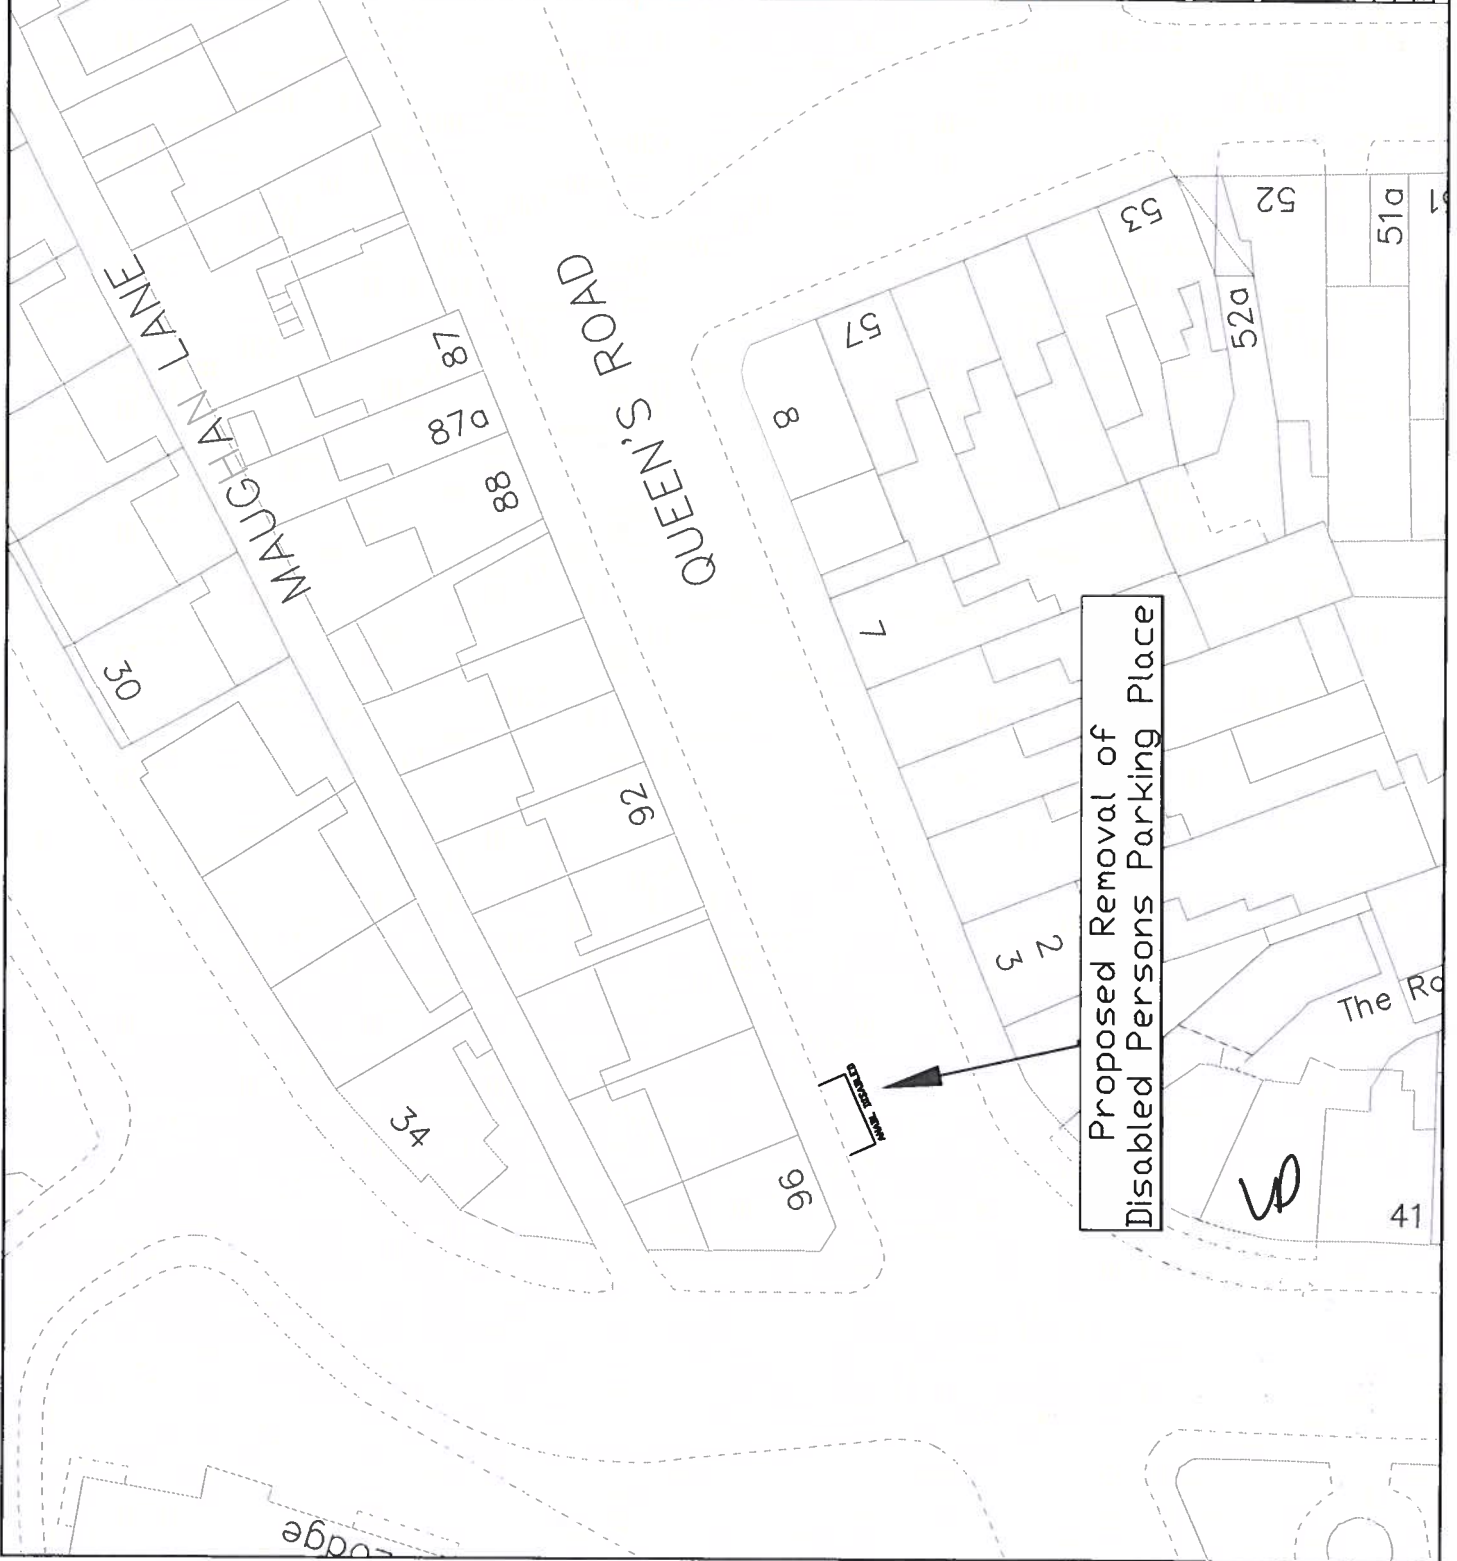 MAUGHAN LANE
QUEEN'S ROAD
30
34
87
87a
88
92
96
8
7
3
2
57
53
52
52a
51a
41
The Ro
Proposed Removal of
Disabled Persons Parking Place
DISABLED